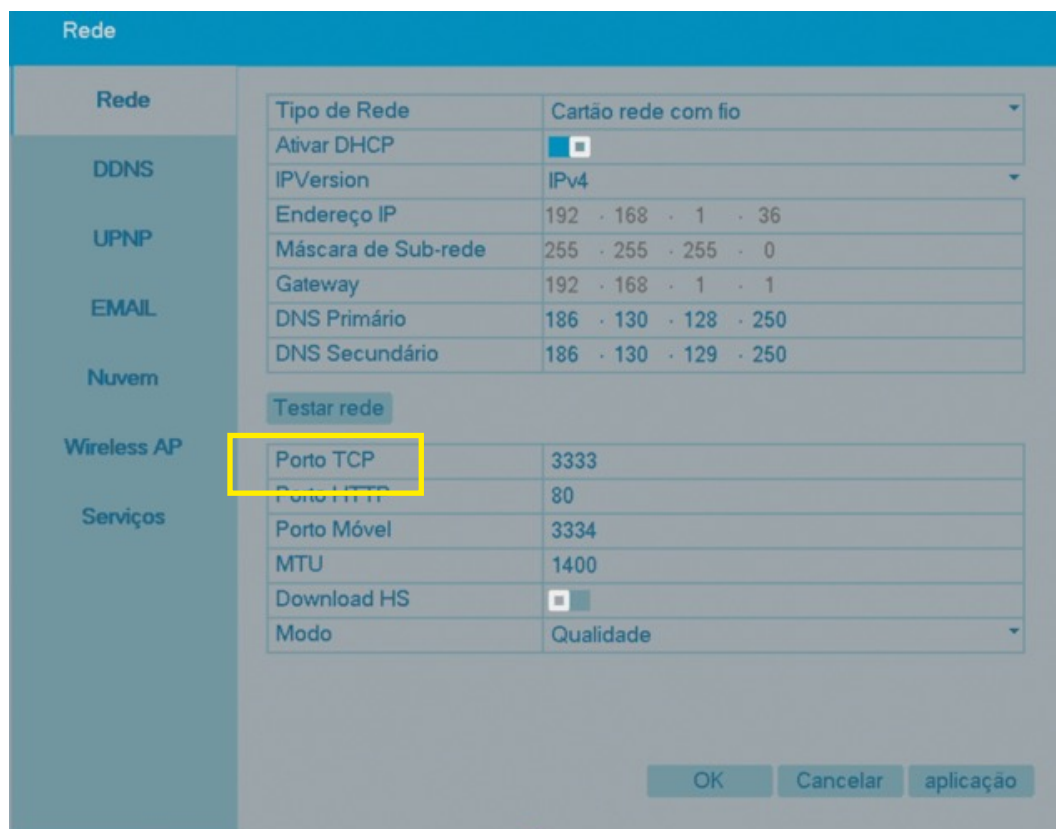 Rede
Rede
DDNS
UPNP
EMAIL
Nuvem
Wireless AP
Serviços
Tipo de Rede Cartão rede com fio
Ativar DHCP
IPVersion IPv4
Endereço IP 192 . 168 . 1 . 36
Máscara de Sub-rede 255 . 255 . 255 . 0
Gateway 192 . 168 . 1 . 1
DNS Primário 186 . 130 . 128 . 250
DNS Secundário 186 . 130 . 129 . 250
Testar rede
Porto TCP 3333
Porto HTTP 80
Porto Móvel 3334
MTU 1400
Download HS
Modo Qualidade
OK Cancelar aplicação